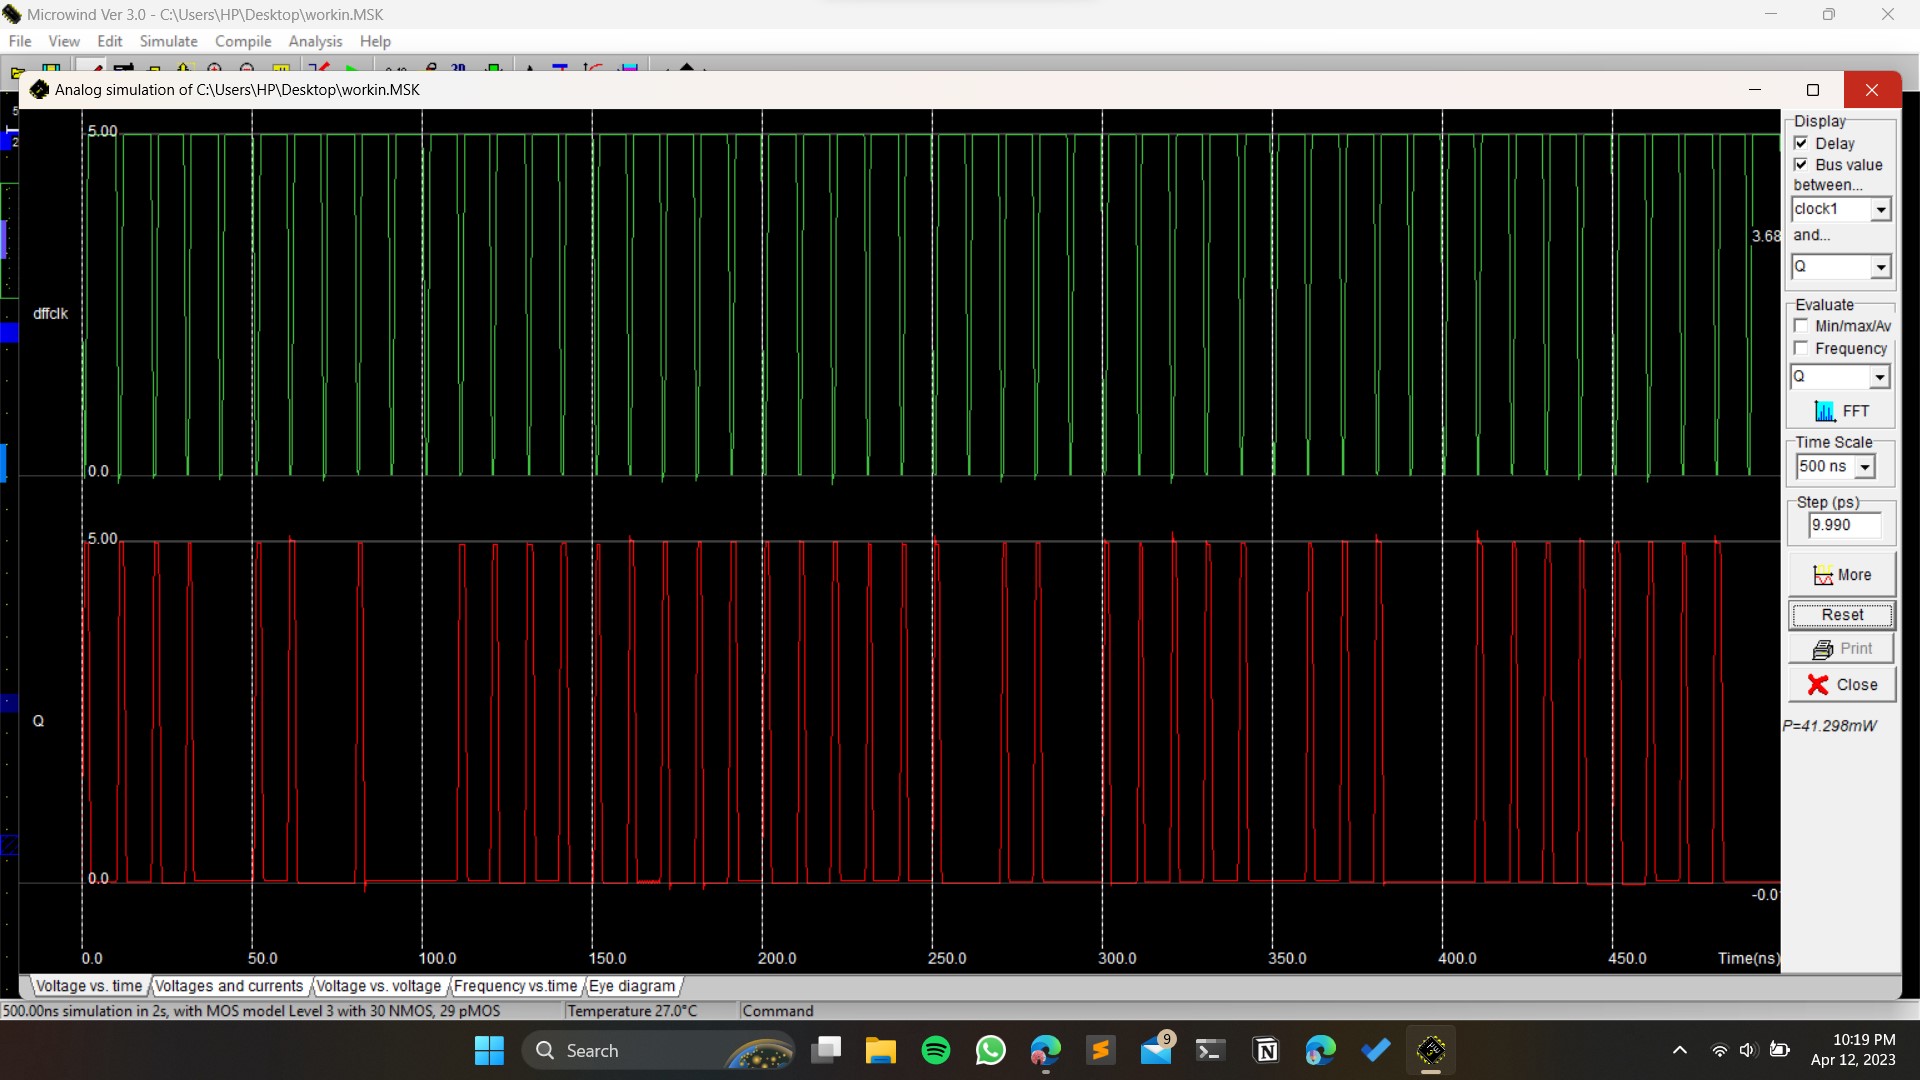 Microwind Ver 3.0 - C:\Users\HP\Desktop\workin.MSK
File View Edit Simulate Compile Analysis Help
Analog simulation of C:\Users\HP\Desktop\workin.MSK
5.00
dffclk
0.0
3.68
5.00
Q
0.0
-0.0
0.0 50.0 100.0 150.0 200.0 250.0 300.0 350.0 400.0 450.0 Time(ns)
Display
Delay
Bus value
between...
clock1
and...
Q
Evaluate
Min/max/Av
Frequency
Q
FFT
Time Scale
500 ns
Step (ps)
9.990
More
Reset
Print
Close
P=41.298mW
Voltage vs. time Voltages and currents Voltage vs. voltage Frequency vs.time Eye diagram
500.00ns simulation in 2s, with MOS model Level 3 with 30 NMOS, 29 pMOS Temperature 27.0°C Command
Search
9
10:19 PM
Apr 12, 2023